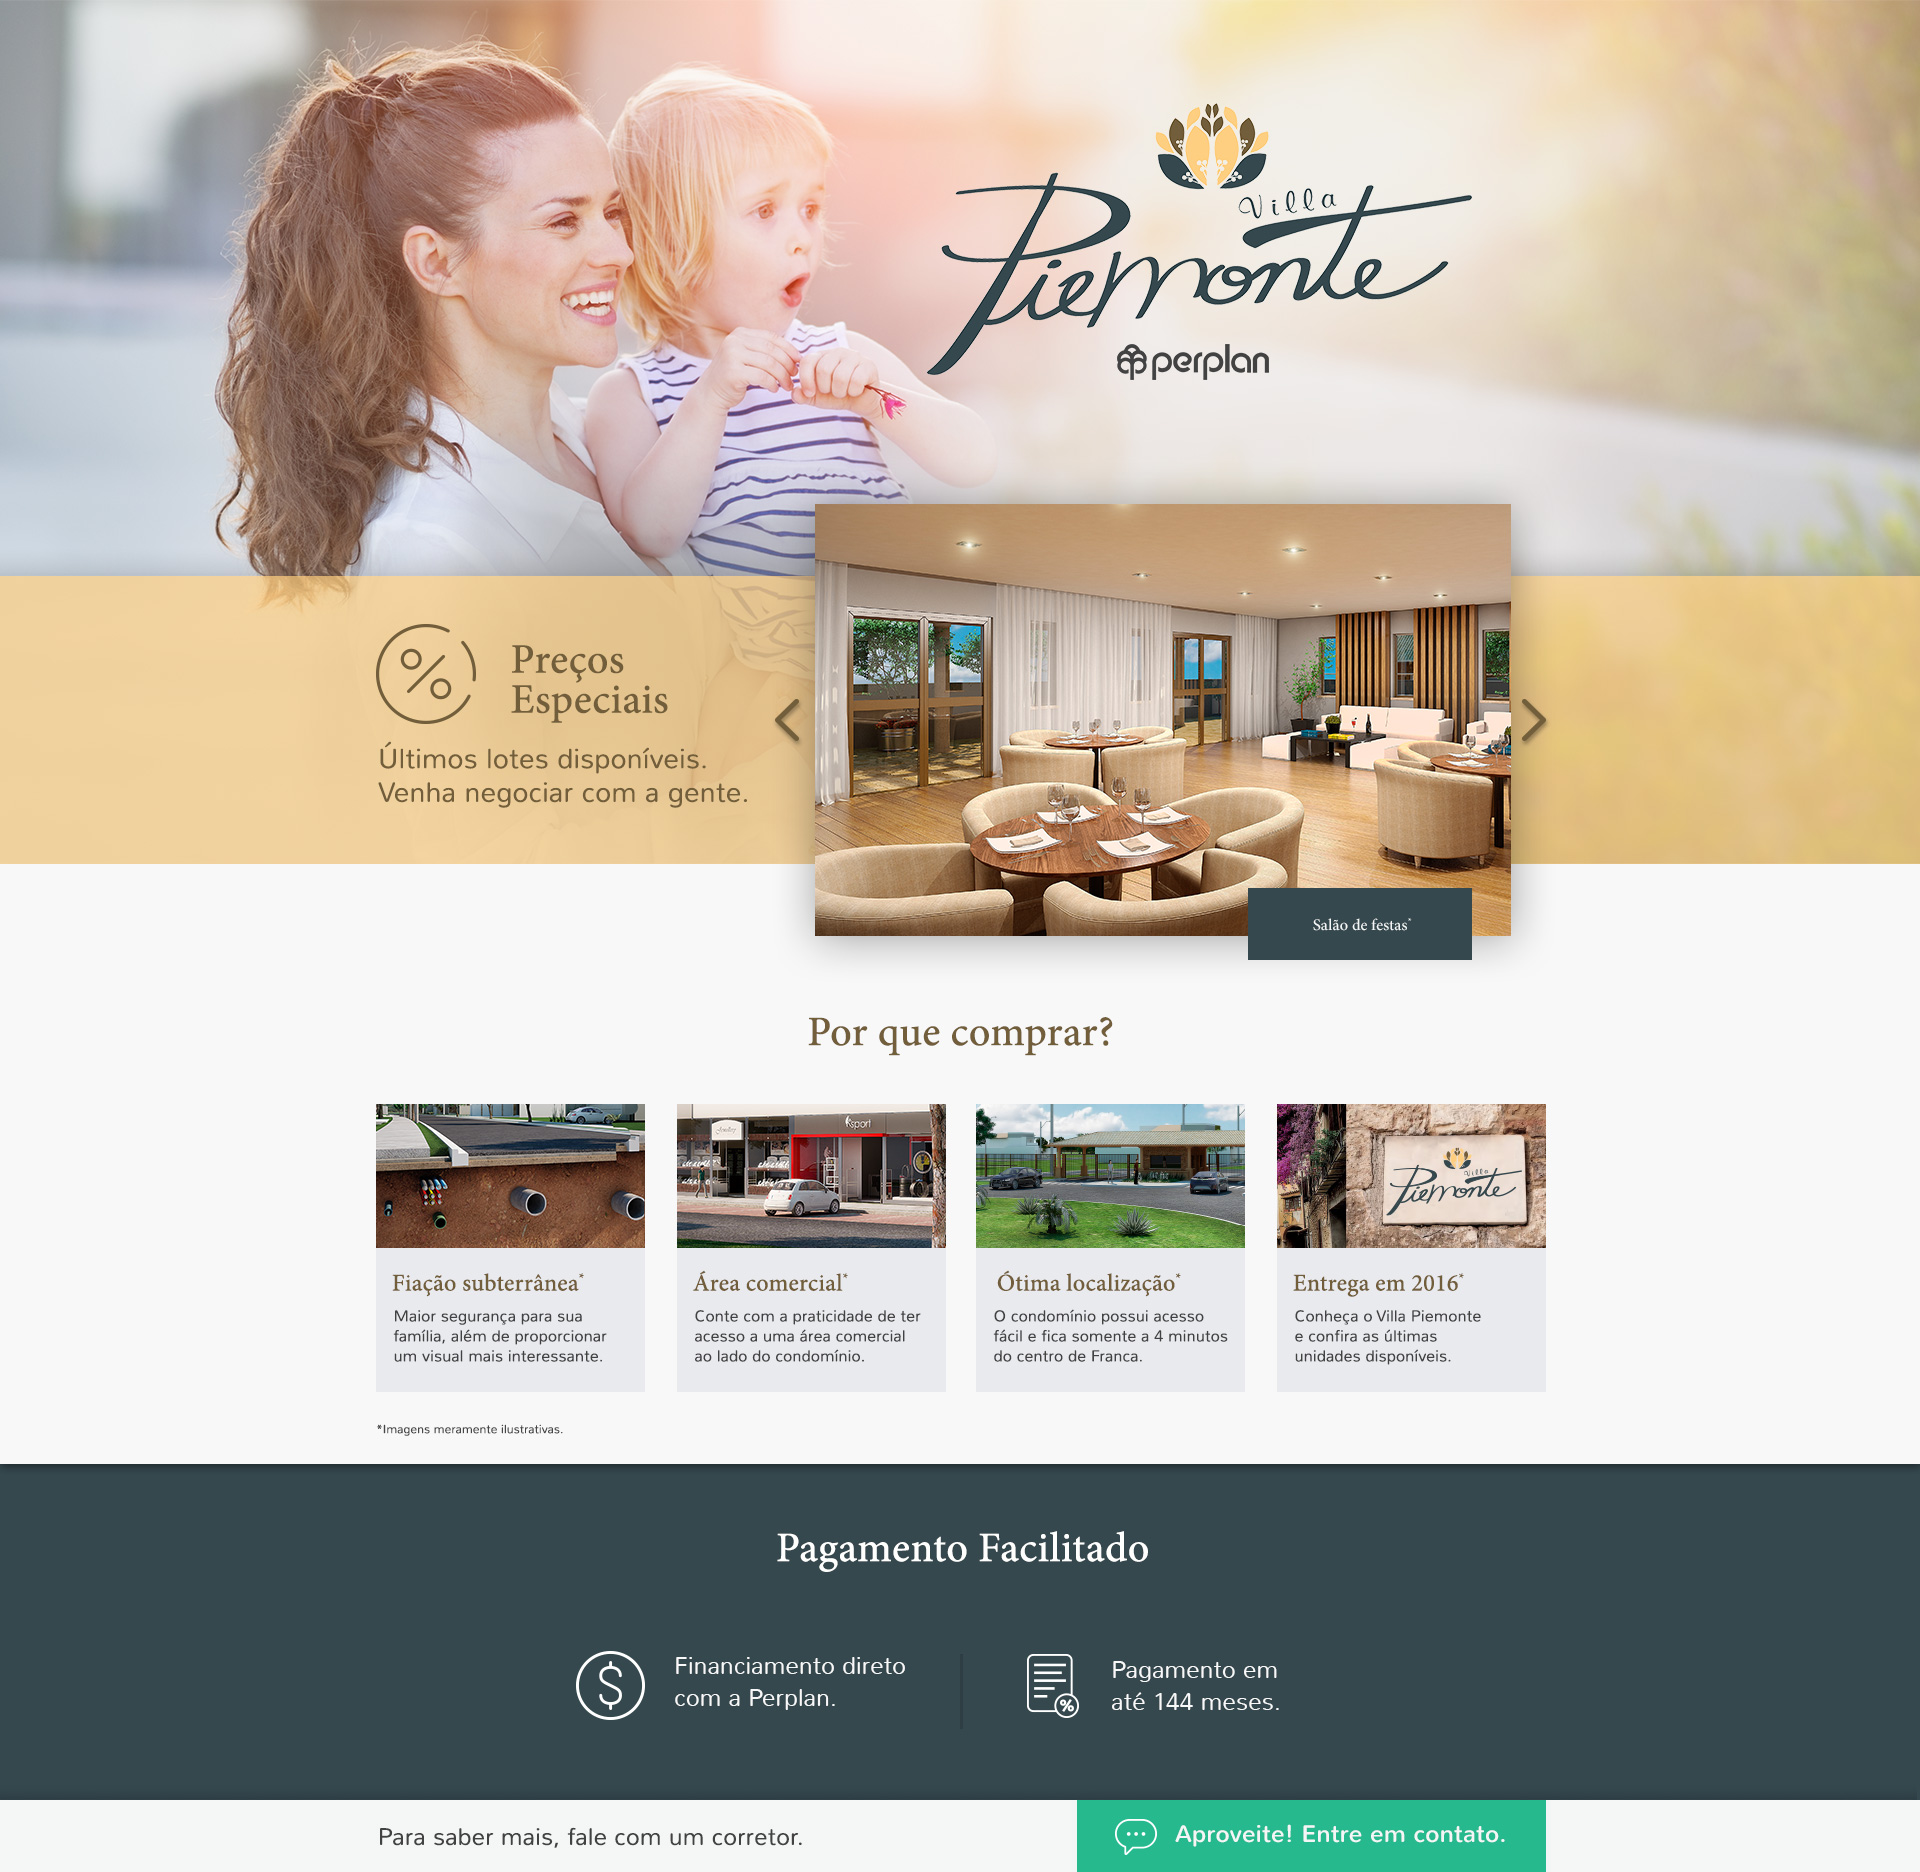 Villa
Piemonte
perplan
Preços
Especiais
Últimos lotes disponíveis.
Venha negociar com a gente.
Salão de festas*
Por que comprar?
Jewellery
sport
Villa
Piemonte
Fiação subterrânea*
Maior segurança para sua
família, além de proporcionar
um visual mais interessante.
Área comercial*
Conte com a praticidade de ter
acesso a uma área comercial
ao lado do condomínio.
Ótima localização*
O condomínio possui acesso
fácil e fica somente a 4 minutos
do centro de Franca.
Entrega em 2016*
Conheça o Villa Piemonte
e confira as últimas
unidades disponíveis.
*Imagens meramente ilustrativas.
Pagamento Facilitado
Financiamento direto
com a Perplan.
Pagamento em
até 144 meses.
Para saber mais, fale com um corretor.
Aproveite! Entre em contato.